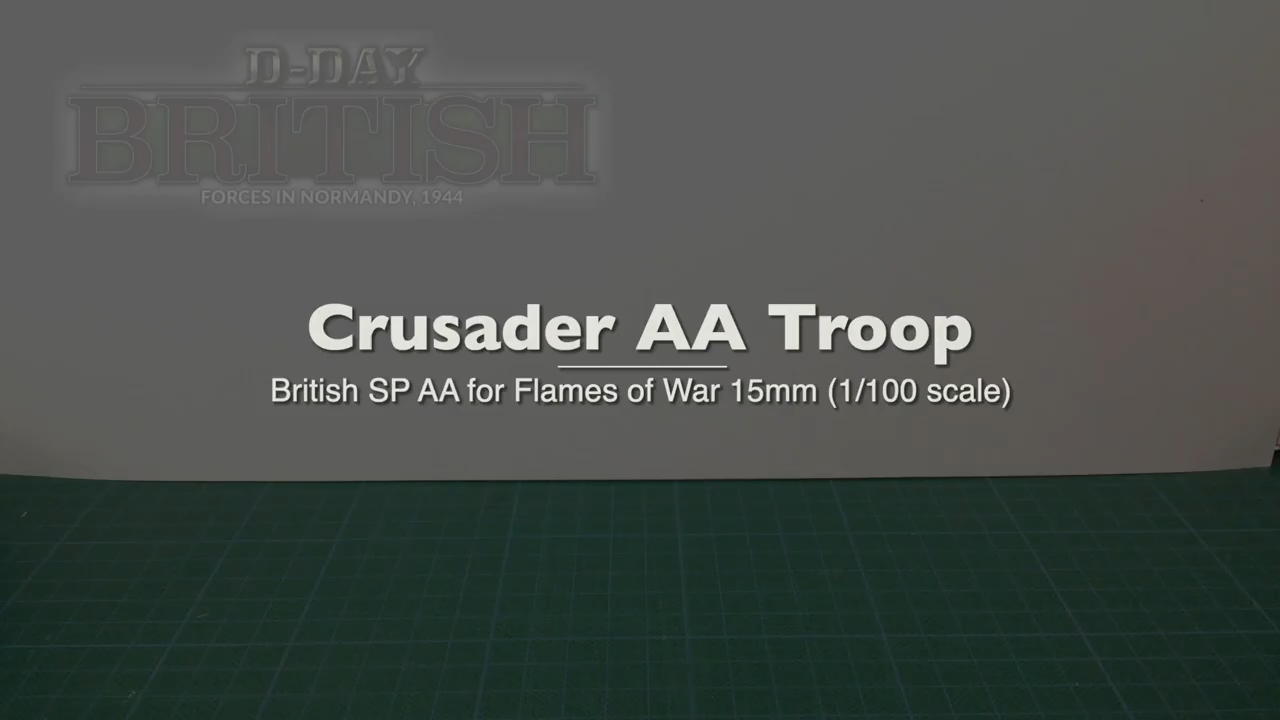 D-DAY
BRITISH
FORCES IN NORMANDY, 1944
Crusader AA Troop
British SP AA for Flames of War 15mm (1/100 scale)